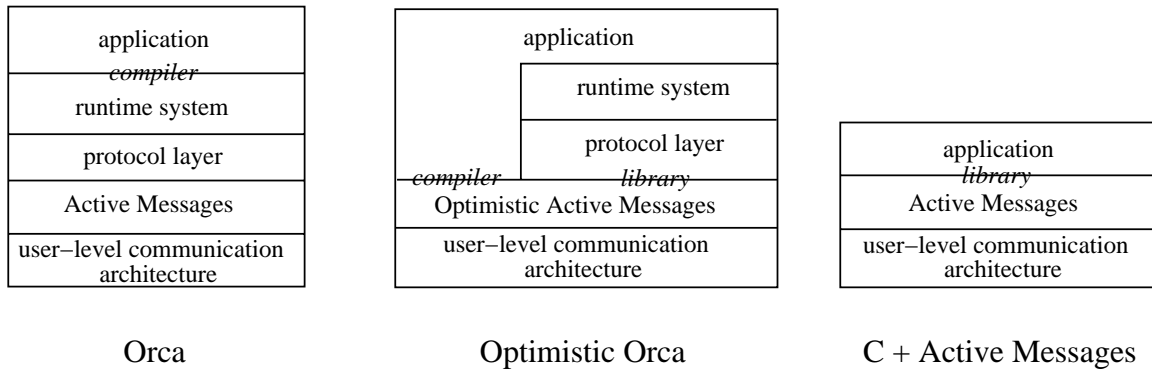 application
compiler
runtime system
protocol layer
Active Messages
user−level communication
architecture
Orca
application
runtime system
protocol layer
compiler
library
Optimistic Active Messages
user−level communication
architecture
Optimistic Orca
application
library
Active Messages
user−level communication
architecture
C + Active Messages